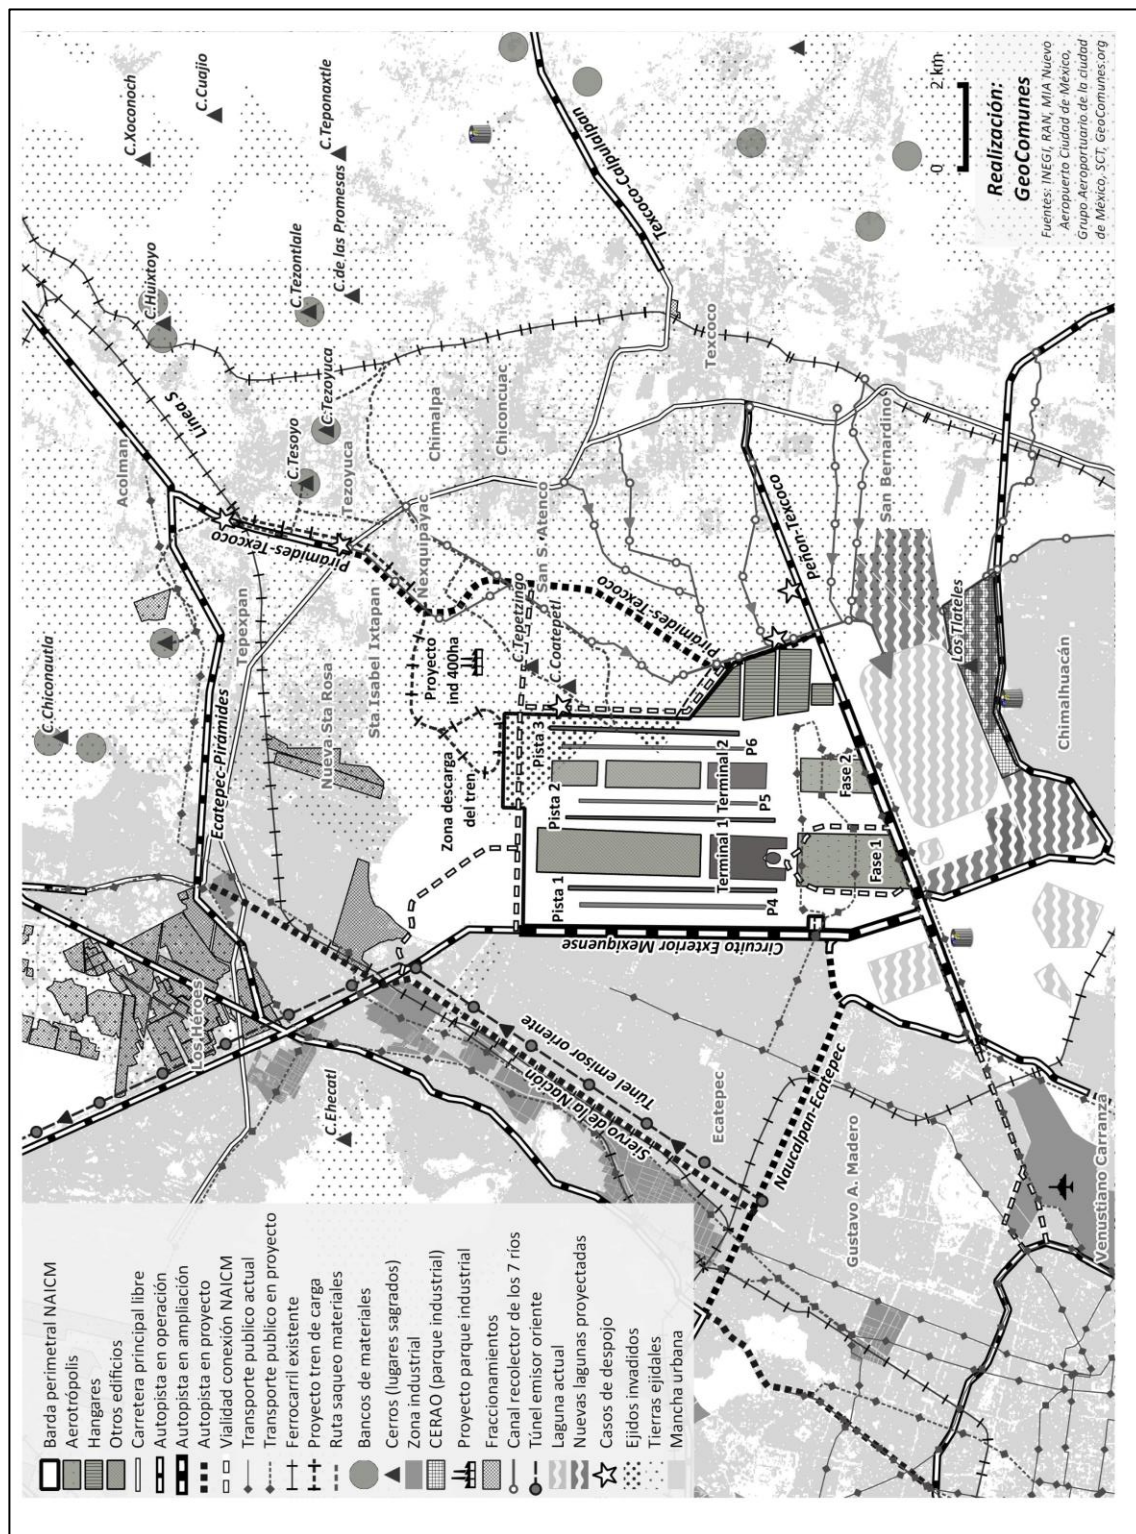 Barda perimetral NAICM
Aerotrópolis
Hangares
Otros edificios
Carretera principal libre
Autopista en operación
Autopista en ampliación
Autopista en proyecto
Vialidad conexión NAICM
Transporte publico actual
Transporte publico en proyecto
Ferrocarril existente
Proyecto tren de carga
Ruta saqueo materiales
Bancos de materiales
Cerros (lugares sagrados)
Zona industrial
CERAO (parque industrial)
Proyecto parque industrial
Fraccionamientos
Canal recolector de los 7 ríos
Túnel emisor oriente
Laguna actual
Nuevas lagunas proyectadas
Casos de despojo
Ejidos invadidos
Tierras ejidales
Mancha urbana
C.Chiconautla
Acolman
Línea S
C.Huixtoyo
C.Xoconoch
C.Cuajio
Los Héroes
Ecatepec-Pirámides
Tepexpan
Pirámides-Texcoco
C.Tesoyo
C.Tezoyuca
C.Tezontlale
C.de las Promesas
C.Teponaxtle
C.Ehecatl
Nueva Sta Rosa
Sta Isabel Ixtapan
Tezoyuca
Nexquipayac
Chimalpa
Chiconcuac
Zona descarga
del tren
Proyecto
ind 400ha
C.Tepetzingo
San S. Atenco
C.Coatepetl
Pirámides-Texcoco
Texcoco-Calpulalpan
Siervo de la Nación
Túnel emisor oriente
Ecatepec
Naucalpan-Ecatepec
Circuito Exterior Mexiquense
Pista 1
Pista 2
Pista 3
P4
Terminal 1
P5
Terminal 2
P6
Fase 1
Fase 2
Peñon-Texcoco
Texcoco
San Bernardino
Gustavo A. Madero
Venustiano Carranza
Los Tlateles
Chimalhuacán
0 2 km
Realización:
GeoComunes
Fuentes: INEGI, RAN, MIA Nuevo
Aeropuerto Ciudad de México,
Grupo Aeroportuario de la ciudad
de México, SCT, GeoComunes.org